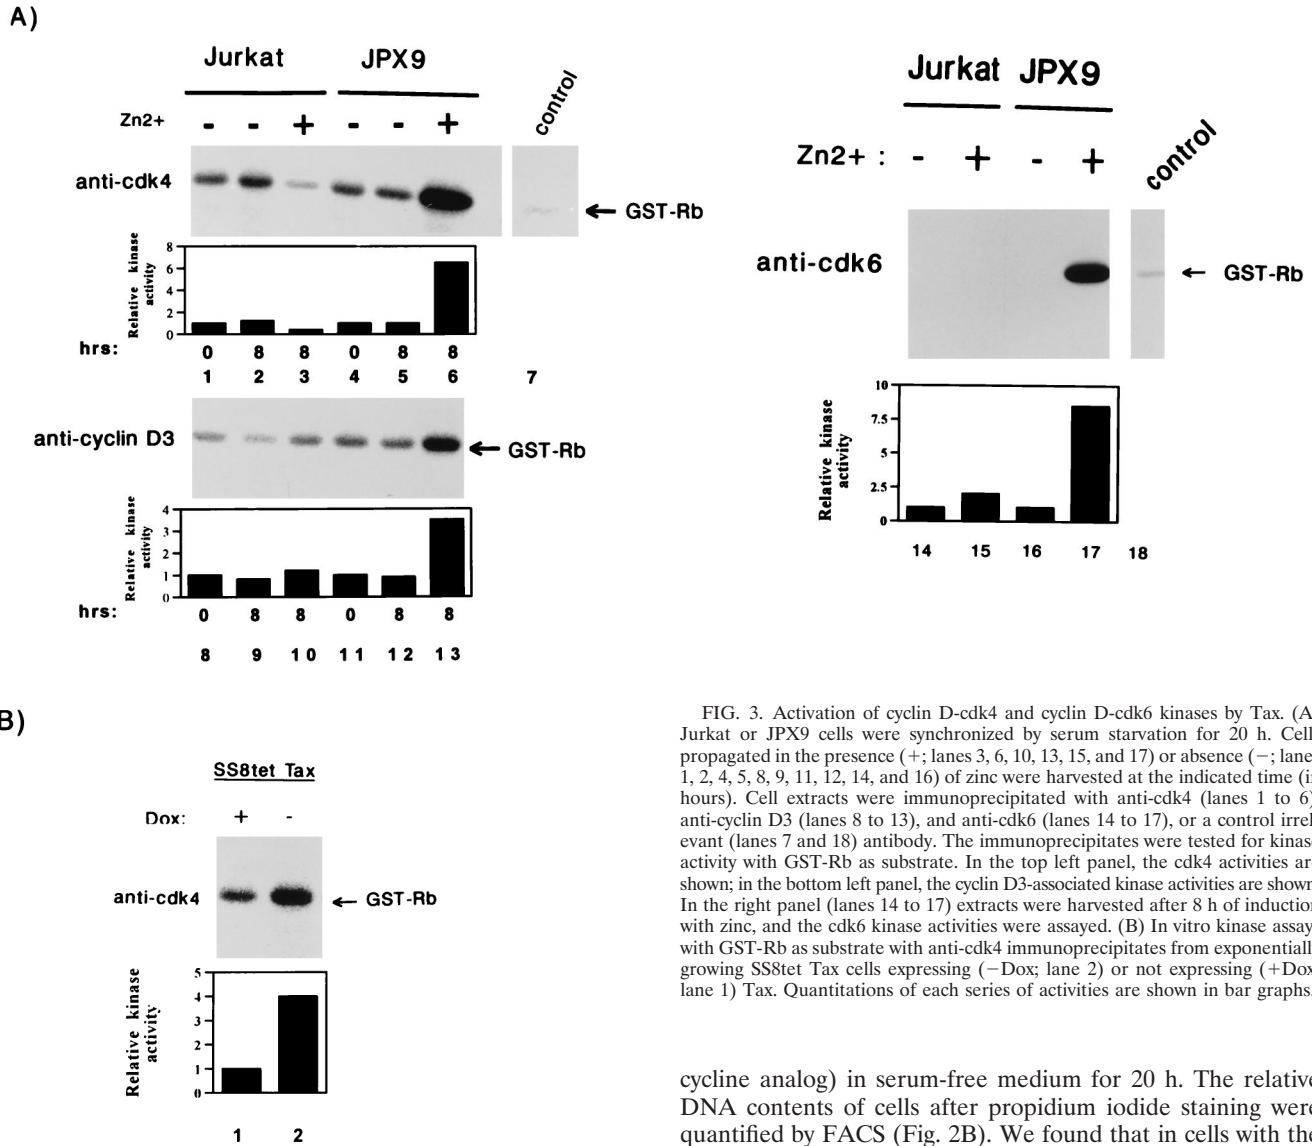 A)
Jurkat JPX9
Zn2+ - - + - - + control
anti-cdk4
GST-Rb
Relative kinase activity
8
6
4
2
0
hrs: 0 8 8 0 8 8
1 2 3 4 5 6 7
anti-cyclin D3
GST-Rb
Relative kinase activity
4
3
2
1
0
hrs: 0 8 8 0 8 8
8 9 10 11 12 13
Jurkat JPX9
Zn2+ : - + - + control
anti-cdk6
GST-Rb
Relative kinase activity
10
7.5
5
2.5
0
14 15 16 17 18
B)
SS8tet Tax
Dox: + -
anti-cdk4
GST-Rb
Relative kinase activity
5
4
3
2
1
0
1 2
FIG. 3. Activation of cyclin D-cdk4 and cyclin D-cdk6 kinases by Tax. (A)
Jurkat or JPX9 cells were synchronized by serum starvation for 20 h. Cell
propagated in the presence (+; lanes 3, 6, 10, 13, 15, and 17) or absence (−; lane
1, 2, 4, 5, 8, 9, 11, 12, 14, and 16) of zinc were harvested at the indicated time (in
hours). Cell extracts were immunoprecipitated with anti-cdk4 (lanes 1 to 6)
anti-cyclin D3 (lanes 8 to 13), and anti-cdk6 (lanes 14 to 17), or a control irrel
evant (lanes 7 and 18) antibody. The immunoprecipitates were tested for kinase
activity with GST-Rb as substrate. In the top left panel, the cdk4 activities are
shown; in the bottom left panel, the cyclin D3-associated kinase activities are shown
In the right panel (lanes 14 to 17) extracts were harvested after 8 h of induction
with zinc, and the cdk6 kinase activities were assayed. (B) In vitro kinase assay
with GST-Rb as substrate with anti-cdk4 immunoprecipitates from exponentiall
growing SS8tet Tax cells expressing (−Dox; lane 2) or not expressing (+Dox
lane 1) Tax. Quantitations of each series of activities are shown in bar graphs.
cycline analog) in serum-free medium for 20 h. The relative
DNA contents of cells after propidium iodide staining were
quantified by FACS (Fig. 2B). We found that in cells with the